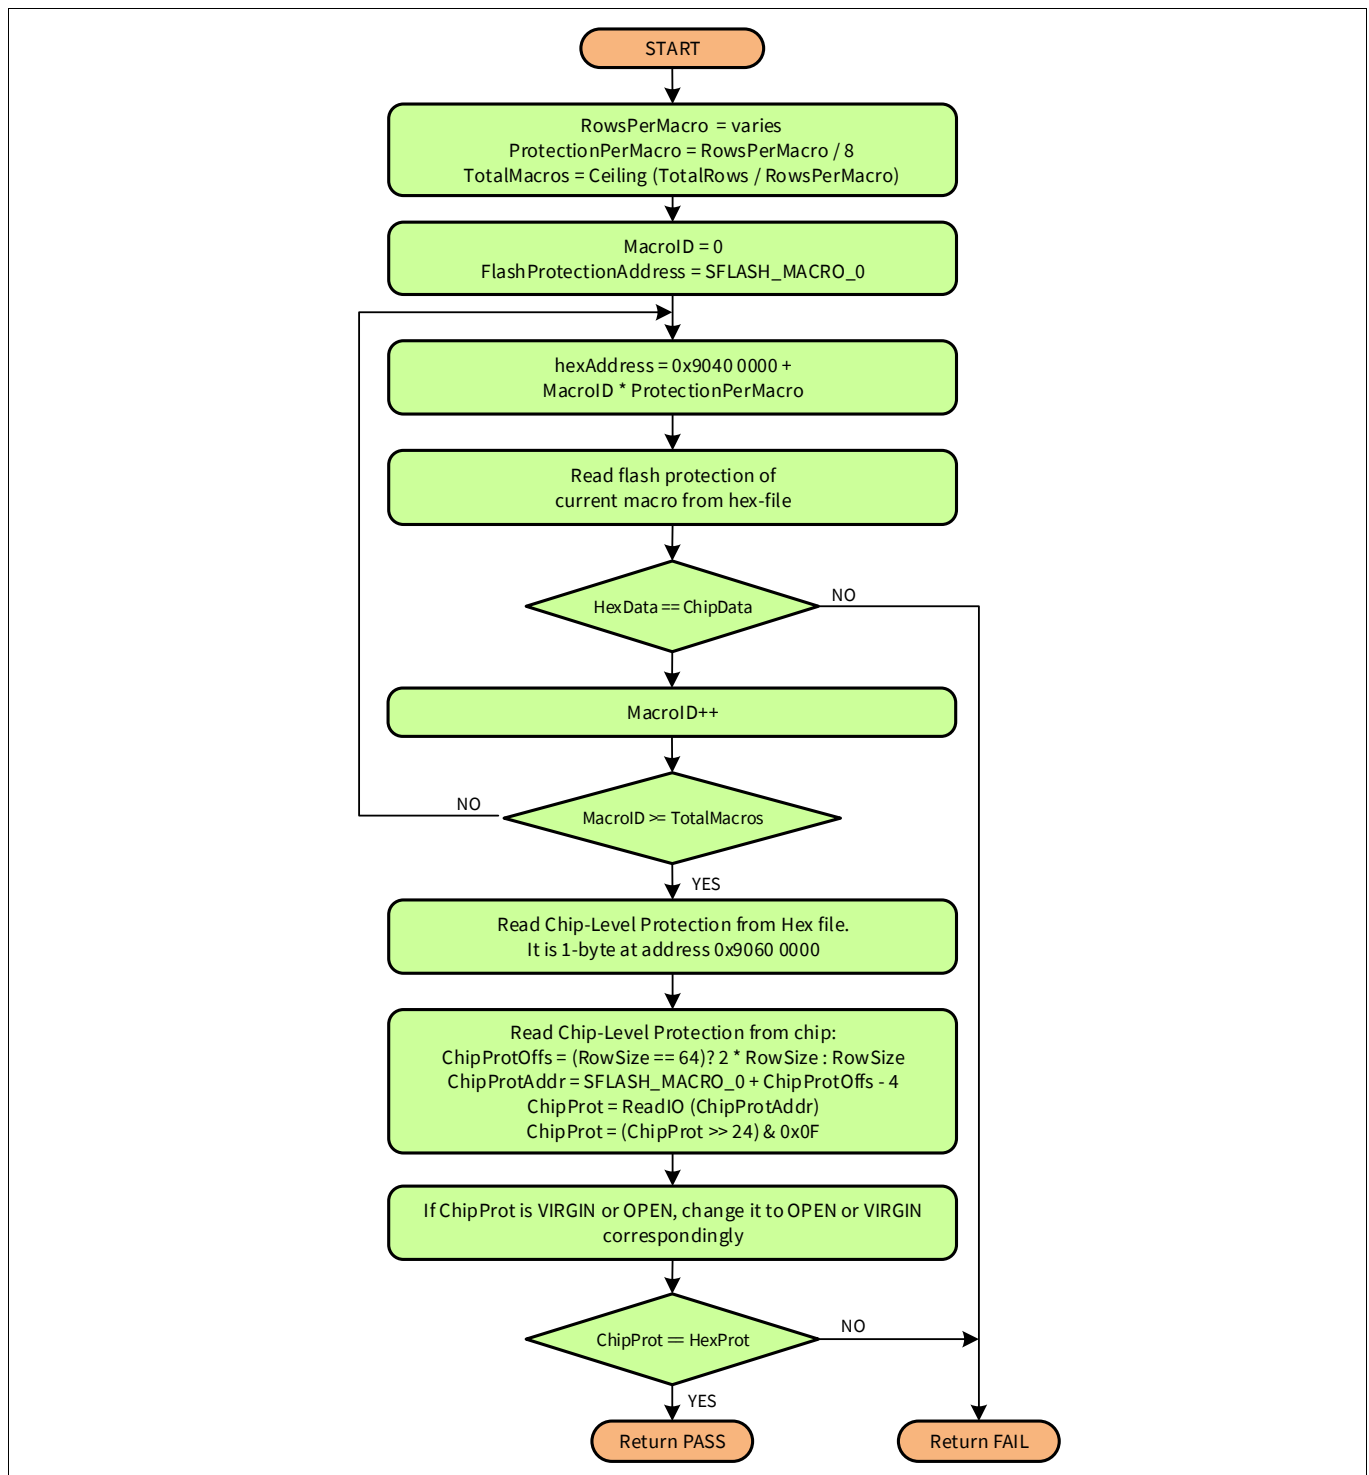 START
RowsPerMacro = varies
ProtectionPerMacro = RowsPerMacro / 8
TotalMacros = Ceiling (TotalRows / RowsPerMacro)
MacroID = 0
FlashProtectionAddress = SFLASH_MACRO_0
hexAddress = 0x9040 0000 +
MacroID * ProtectionPerMacro
Read flash protection of
current macro from hex-file
HexData == ChipData
NO
MacroID++
NO
MacroID >= TotalMacros
YES
Read Chip-Level Protection from Hex file.
It is 1-byte at address 0x9060 0000
Read Chip-Level Protection from chip:
ChipProtOffs = (RowSize == 64)? 2 * RowSize : RowSize
ChipProtAddr = SFLASH_MACRO_0 + ChipProtOffs - 4
ChipProt = ReadIO (ChipProtAddr)
ChipProt = (ChipProt >> 24) & 0x0F
If ChipProt is VIRGIN or OPEN, change it to OPEN or VIRGIN
correspondingly
ChipProt == HexProt
NO
YES
Return PASS
Return FAIL